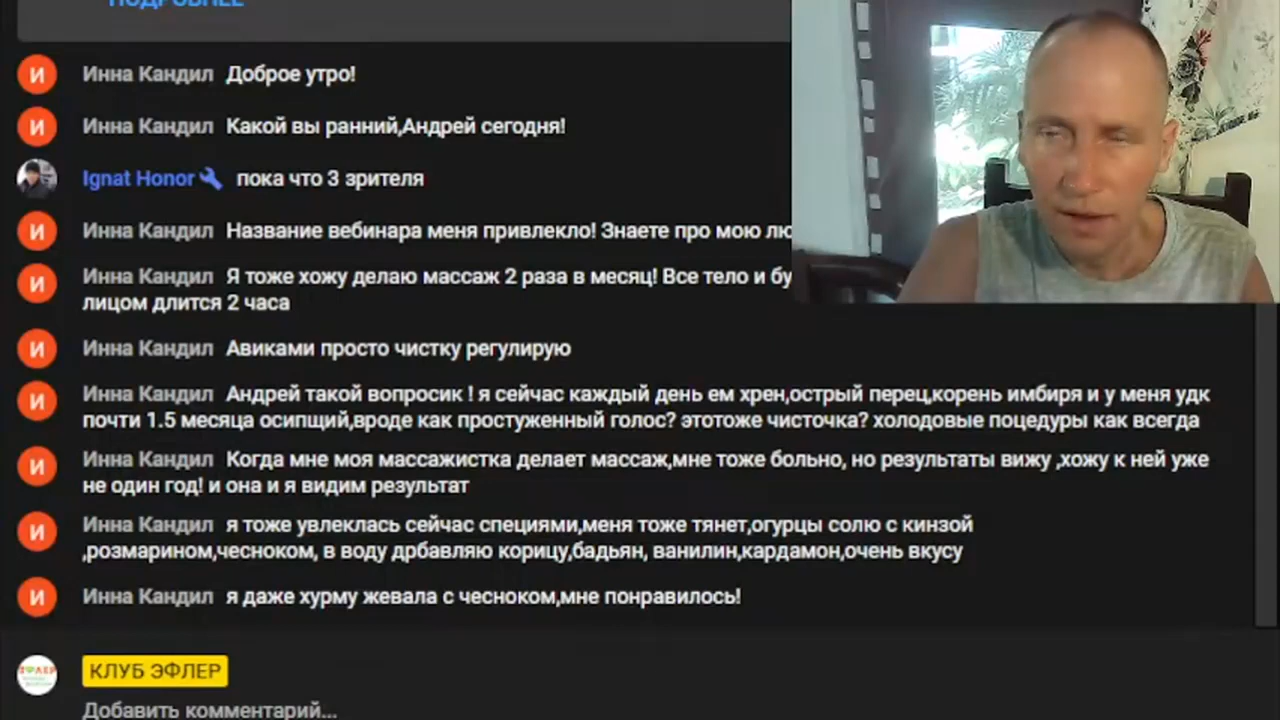 ПОДРОБНЕЕ
Инна Кандил Доброе утро!
Инна Кандил Какой вы ранний,Андрей сегодня!
Ignat Honor пока что 3 зрителя
Инна Кандил Название вебинара меня привлекло! Знаете про мою
Инна Кандил Я тоже хожу делаю массаж 2 раза в месяц! Все тело и
лицом длится 2 часа
Инна Кандил Авиками просто чистку регулирую
Инна Кандил Андрей такой вопросик ! я сейчас каждый день ем хрен,острый перец,корень имбиря и у меня удк
почти 1.5 месяца осипщий,вроде как простуженный голос? этотоже чисточка? холодовые поцедуры как всегда
Инна Кандил Когда мне моя массажистка делает массаж,мне тоже больно, но результаты вижу ,хожу к ней уже
не один год! и она и я видим результат
Инна Кандил я тоже увлеклась сейчас специями,меня тоже тянет,огурцы солю с кинзой
,розмарином,чесноком, в воду дрбавляю корицу,бадьян, ванилин,кардамон,очень вкусу
Инна Кандил я даже хурму жевала с чесноком,мне понравилось!
КЛУБ ЭФЛЕР
Добавить комментарий...